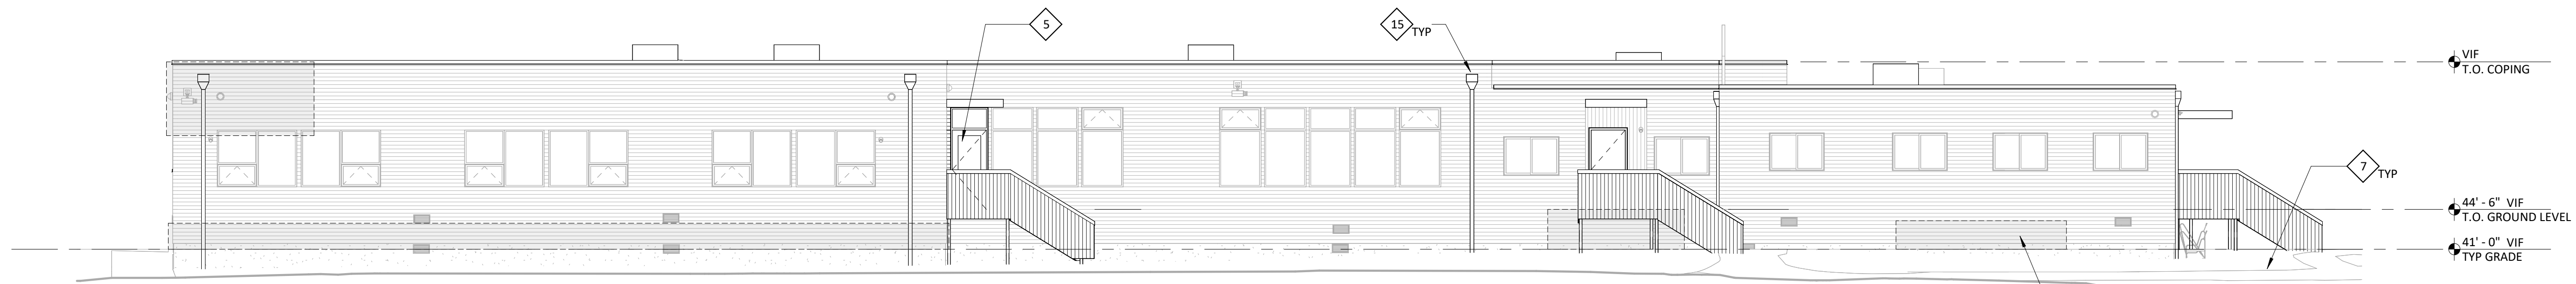 5
15
TYP
VIF
T.O. COPING
7
TYP
44' - 6" VIF
T.O. GROUND LEVEL
41' - 0" VIF
TYP GRADE